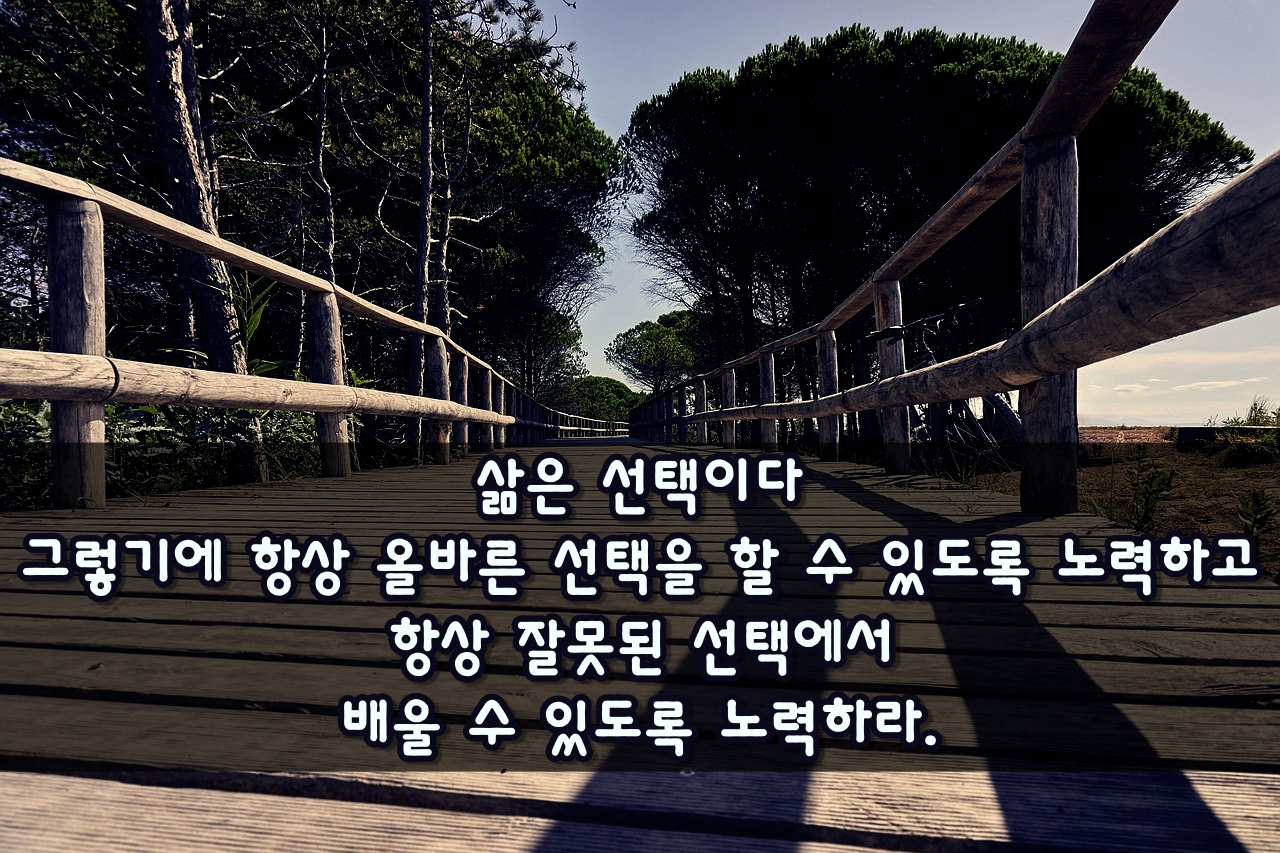 삶은 선택이다
그렇기에 항상 올바른 선택을 할 수 있도록 노력하고
항상 잘못된 선택에서
배울 수 있도록 노력하라.